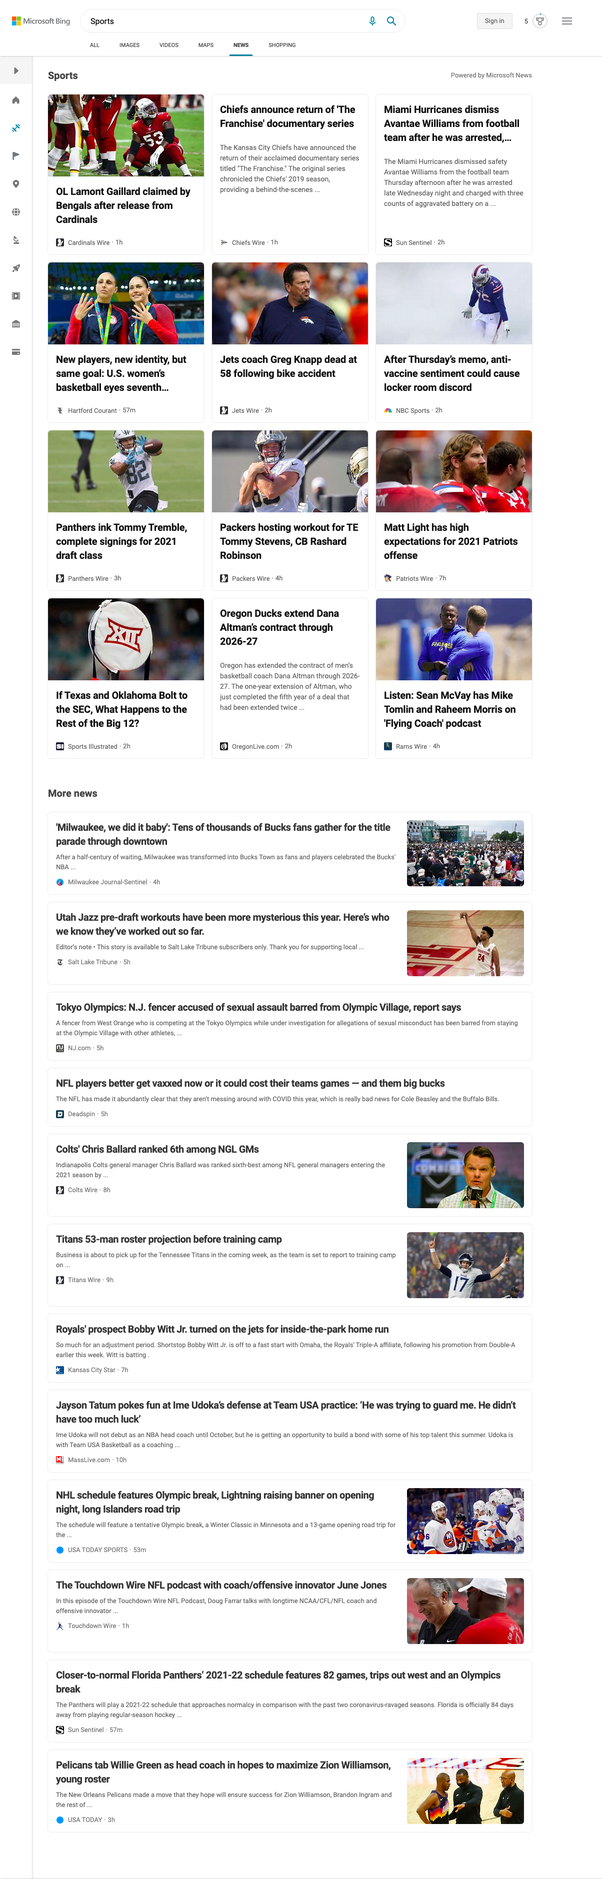 Microsoft Bing
Sports
Sign in
5
ALL IMAGES VIDEOS MAPS NEWS SHOPPING
Sports
Powered by Microsoft News
OL Lamont Gaillard claimed by
Bengals after release from
Cardinals
Cardinals Wire · 1h
Chiefs announce return of 'The
Franchise' documentary series
The Kansas City Chiefs have announced the
return of their acclaimed documentary series
titled "The Franchise." The original series
chronicled the Chiefs' 2019 season,
providing a behind-the-scenes ...
Chiefs Wire · 1h
Miami Hurricanes dismiss
Avantae Williams from football
team after he was arrested,...
The Miami Hurricanes dismissed safety
Avantae Williams from the football team
Thursday afternoon after he was arrested
late Wednesday night and charged with three
counts of aggravated battery on a ...
Sun Sentinel · 2h
New players, new identity, but
same goal: U.S. women's
basketball eyes seventh...
Hartford Courant · 57m
Jets coach Greg Knapp dead at
58 following bike accident
Jets Wire · 2h
After Thursday's memo, anti-
vaccine sentiment could cause
locker room discord
NBC Sports · 2h
Panthers ink Tommy Tremble,
complete signings for 2021
draft class
Panthers Wire · 3h
Packers hosting workout for TE
Tommy Stevens, CB Rashard
Robinson
Packers Wire · 4h
Matt Light has high
expectations for 2021 Patriots
offense
Patriots Wire · 7h
If Texas and Oklahoma Bolt to
the SEC, What Happens to the
Rest of the Big 12?
Sports Illustrated · 2h
Oregon Ducks extend Dana
Altman's contract through
2026-27
Oregon has extended the contract of men's
basketball coach Dana Altman through 2026-
27. The one-year extension of Altman, who
just completed the fifth year of a deal that
had been extended twice ...
OregonLive.com · 2h
Listen: Sean McVay has Mike
Tomlin and Raheem Morris on
'Flying Coach' podcast
Rams Wire · 4h
More news
'Milwaukee, we did it baby': Tens of thousands of Bucks fans gather for the title
parade through downtown
After a half-century of waiting, Milwaukee was transformed into Bucks Town as fans and players celebrated the Bucks'
NBA ...
Milwaukee Journal-Sentinel · 4h
Utah Jazz pre-draft workouts have been more mysterious this year. Here's who
we know they've worked out so far.
Editor's note • This story is available to Salt Lake Tribune subscribers only. Thank you for supporting local ...
Salt Lake Tribune · 5h
Tokyo Olympics: N.J. fencer accused of sexual assault barred from Olympic Village, report says
A fencer from West Orange who is competing at the Tokyo Olympics while under investigation for allegations of sexual misconduct has been barred from staying
at the Olympic Village with other athletes, ...
NJ.com · 5h
NFL players better get vaxxed now or it could cost their teams games — and them big bucks
The NFL has made it abundantly clear that they aren't messing around with COVID this year, which is really bad news for Cole Beasley and the Buffalo Bills.
Deadspin · 5h
Colts' Chris Ballard ranked 6th among NGL GMs
Indianapolis Colts general manager Chris Ballard was ranked sixth-best among NFL general managers entering the
2021 season by ...
Colts Wire · 8h
Titans 53-man roster projection before training camp
Business is about to pick up for the Tennessee Titans in the coming week, as the team is set to report to training camp
on ...
Titans Wire · 9h
Royals' prospect Bobby Witt Jr. turned on the jets for inside-the-park home run
So much for an adjustment period. Shortstop Bobby Witt Jr. is off to a fast start with Omaha, the Royals' Triple-A affiliate, following his promotion from Double-A
earlier this week. Witt is batting .
Kansas City Star · 7h
Jayson Tatum pokes fun at Ime Udoka's defense at Team USA practice: 'He was trying to guard me. He didn't
have too much luck'
Ime Udoka will not debut as an NBA head coach until October, but he is getting an opportunity to build a bond with some of his top talent this summer. Udoka is
with Team USA Basketball as a coaching ...
MassLive.com · 10h
NHL schedule features Olympic break, Lightning raising banner on opening
night, long Islanders road trip
The schedule will feature a tentative Olympic break, a Winter Classic in Minnesota and a 13-game opening road trip for
the ...
USA TODAY SPORTS · 53m
The Touchdown Wire NFL podcast with coach/offensive innovator June Jones
In this episode of the Touchdown Wire NFL Podcast, Doug Farrar talks with longtime NCAA/CFL/NFL coach and
offensive innovator ...
Touchdown Wire · 1h
Closer-to-normal Florida Panthers' 2021-22 schedule features 82 games, trips out west and an Olympics
break
The Panthers will play a 2021-22 schedule that approaches normalcy in comparison with the past two coronavirus-ravaged seasons. Florida is officially 84 days
away from playing regular-season hockey ...
Sun Sentinel · 57m
Pelicans tab Willie Green as head coach in hopes to maximize Zion Williamson,
young roster
The New Orleans Pelicans made a move that they hope will ensure success for Zion Williamson, Brandon Ingram and
the rest of ...
USA TODAY · 3h